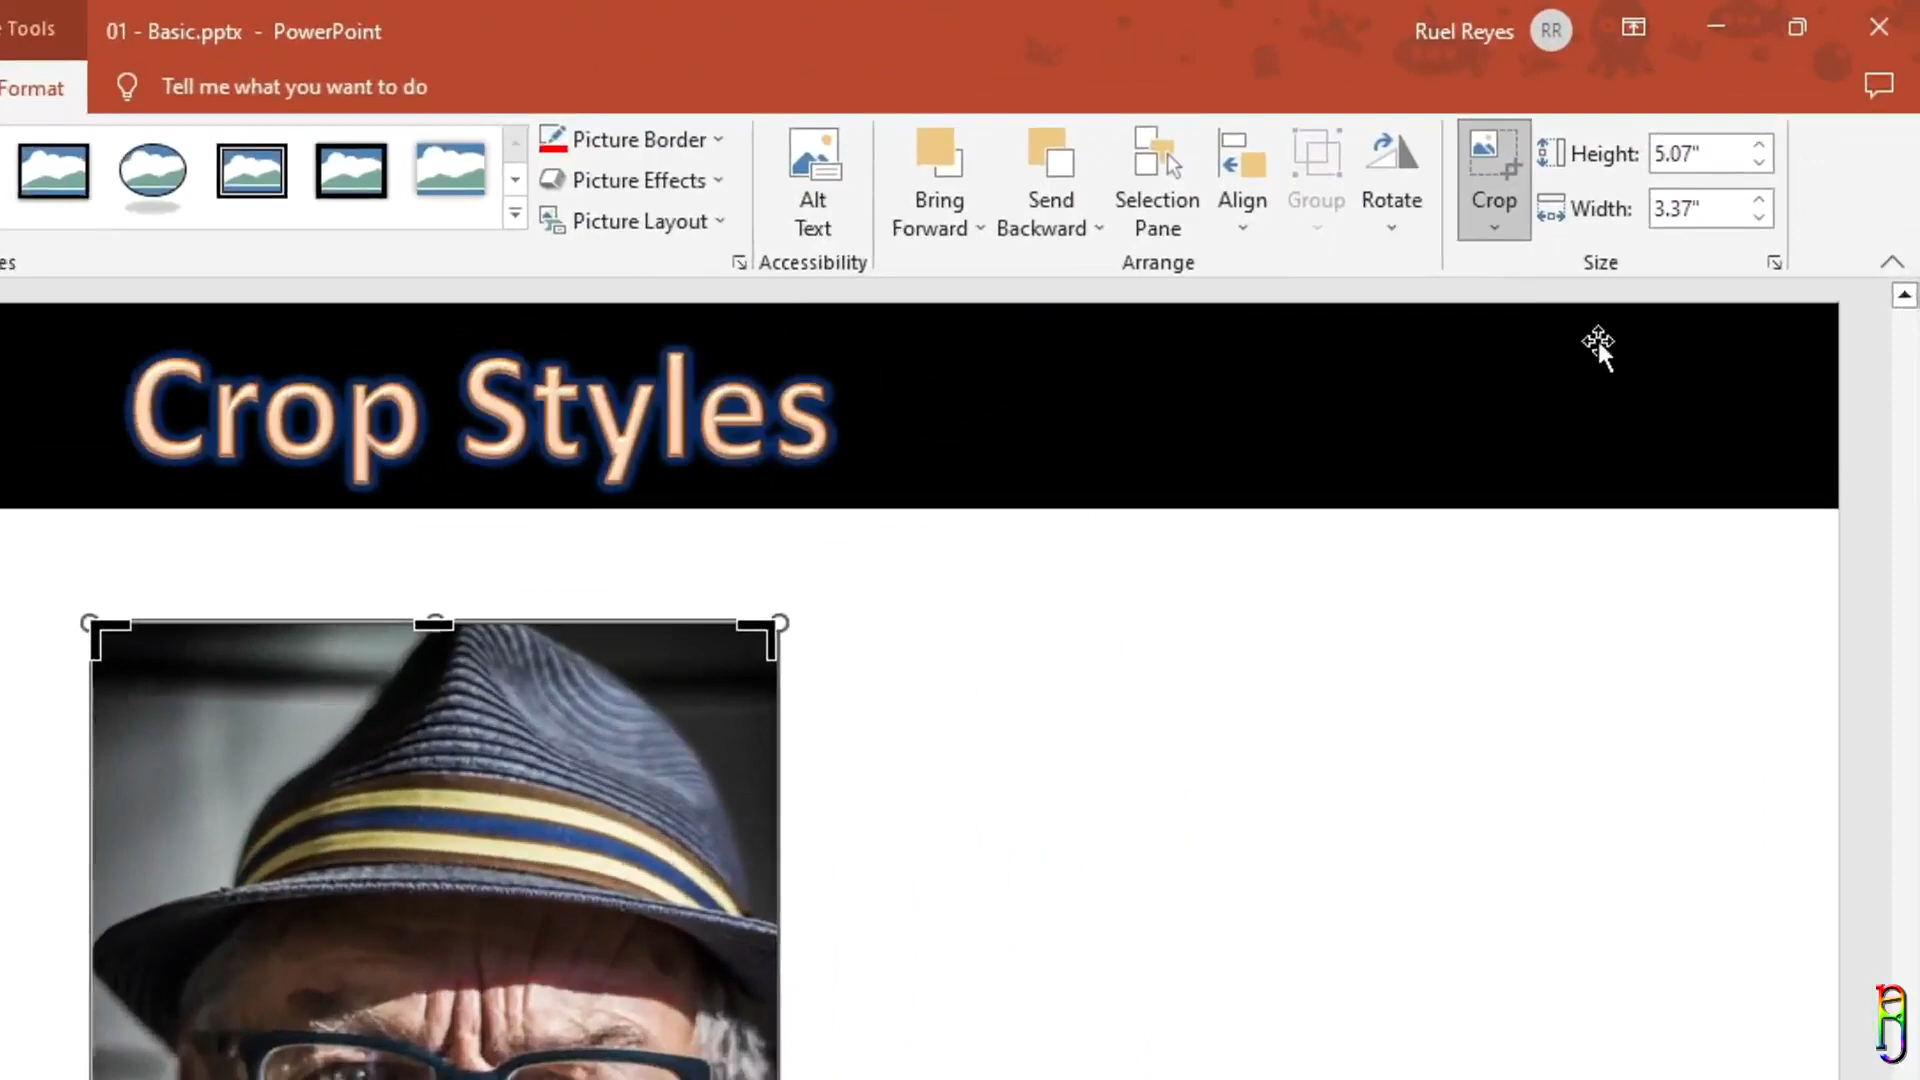 Tools
01 - Basic.pptx - PowerPoint
Ruel Reyes
RR
Format
Tell me what you want to do
Picture Border
Picture Effects
Picture Layout
Alt
Text
Accessibility
Bring
Forward
Send
Backward
Selection
Pane
Align
Group
Rotate
Arrange
Crop
Height: 5.07"
Width: 3.37"
Size
Crop Styles